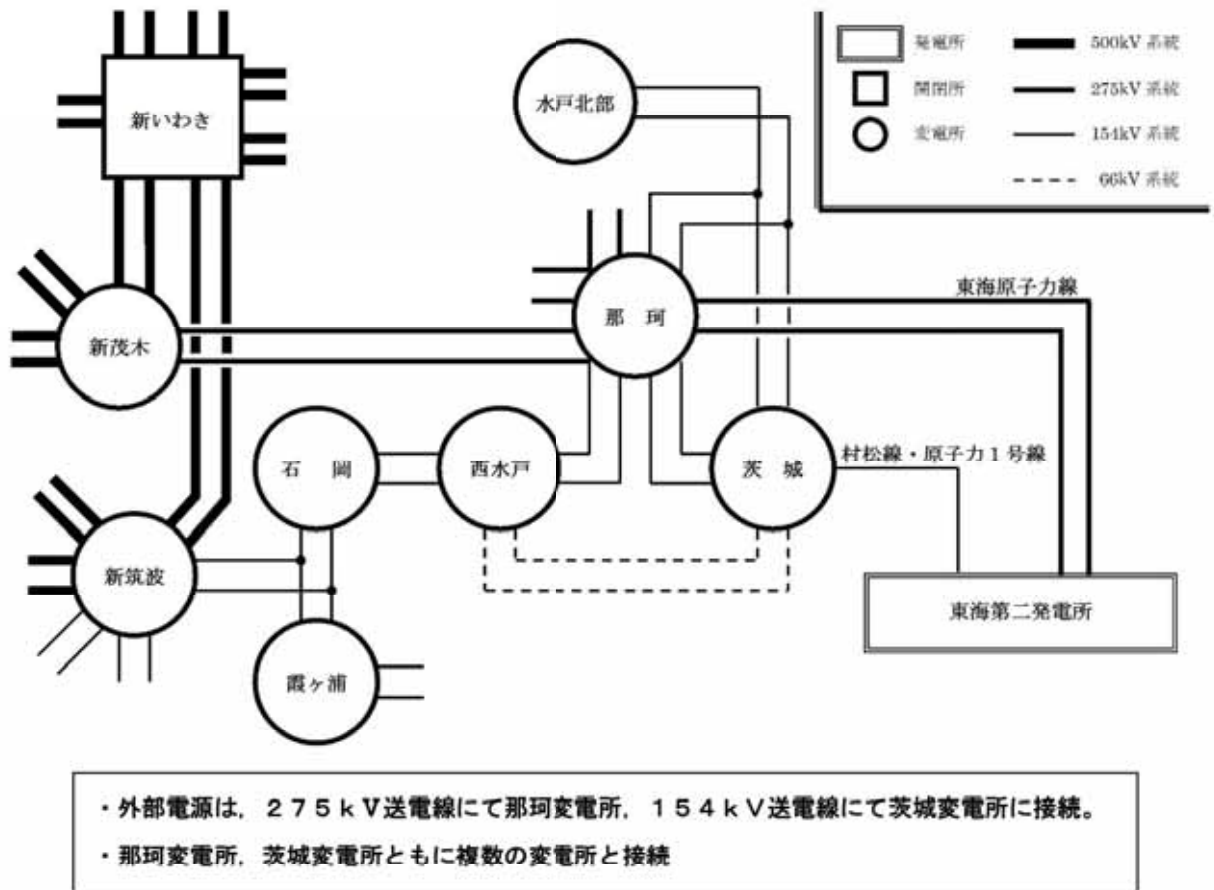 新いわき
水戸北部
発電所
500kV 系統
開閉所
275kV 系統
変電所
154kV 系統
66kV 系統
東海原子力線
新茂木
那 珂
石 岡
西水戸
茨 城
村松線・原子力1号線
新筑波
東海第二発電所
霞ヶ浦
・外部電源は，２７５ｋＶ送電線にて那珂変電所，１５４ｋＶ送電線にて茨城変電所に接続。
・那珂変電所，茨城変電所ともに複数の変電所と接続